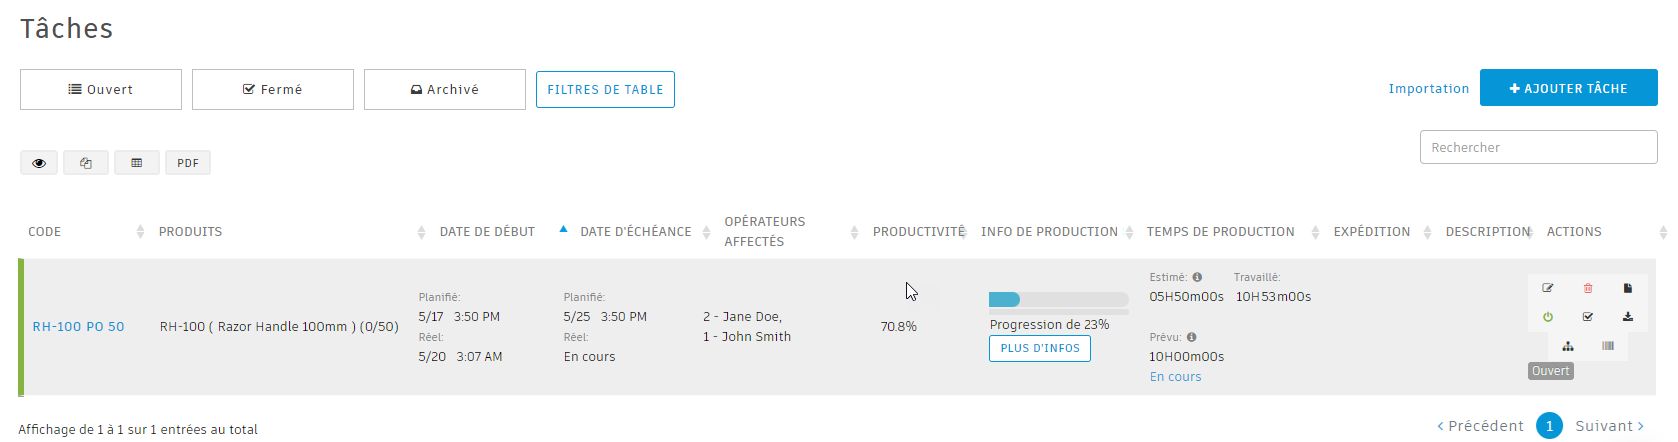 Tâches
Ouvert
Fermé
Archivé
FILTRES DE TABLE
Importation
AJOUTER TÂCHE
PDF
Rechercher
CODE
PRODUITS
DATE DE DÉBUT
DATE D'ÉCHÉANCE
OPÉRATEURS
AFFECTÉS
PRODUCTIVITÉ
INFO DE PRODUCTION
TEMPS DE PRODUCTION
EXPÉDITION
DESCRIPTION
ACTIONS
RH-100 PO 50
RH-100 ( Razor Handle 100mm ) (0/50)
Planifié:
5/17 3:50 PM
Réel:
5/20 3:07 AM
Planifié:
5/25 3:50 PM
Réel:
En cours
2 - Jane Doe,
1 - John Smith
70.8%
Progression de 23%
PLUS D'INFOS
Estimé:
05H50m00s
Travaillé:
10H53m00s
Prévu:
10H00m00s
En cours
Ouvert
Affichage de 1 à 1 sur 1 entrées au total
Précédent 1 Suivant